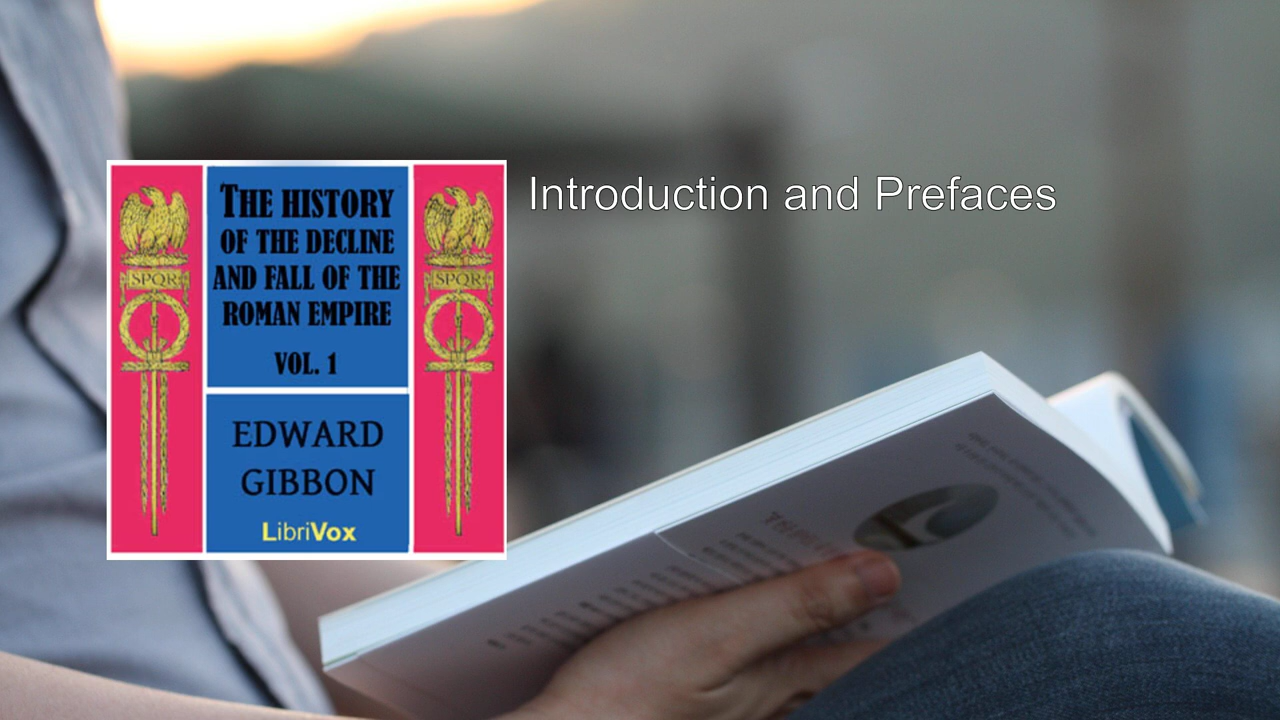 THE HISTORY
OF THE DECLINE
AND FALL OF THE
ROMAN EMPIRE
VOL. 1
SPQR
SPQR
EDWARD
GIBBON
LibriVox
Introduction and Prefaces